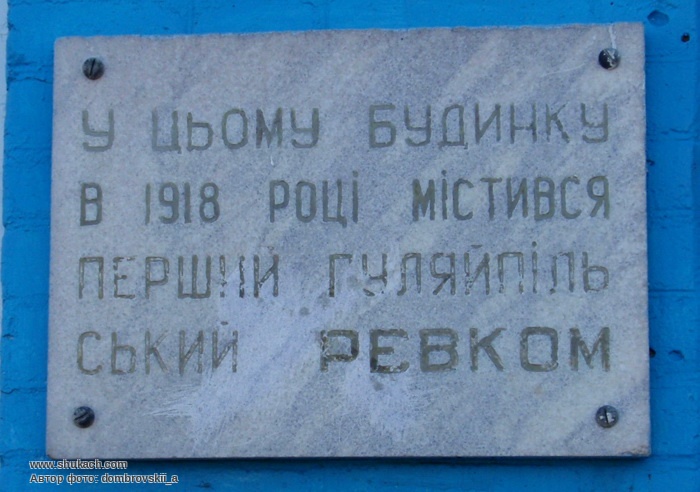 У ЦЬОМУ БУДИНКУ
В 1918 РОЦІ МІСТИВСЯ
ПЕРШИЙ ГУЛЯЙПІЛЬ
СЬКИЙ РЕВКОМ
www.shukach.com
Автор фото: dombrovskii_a